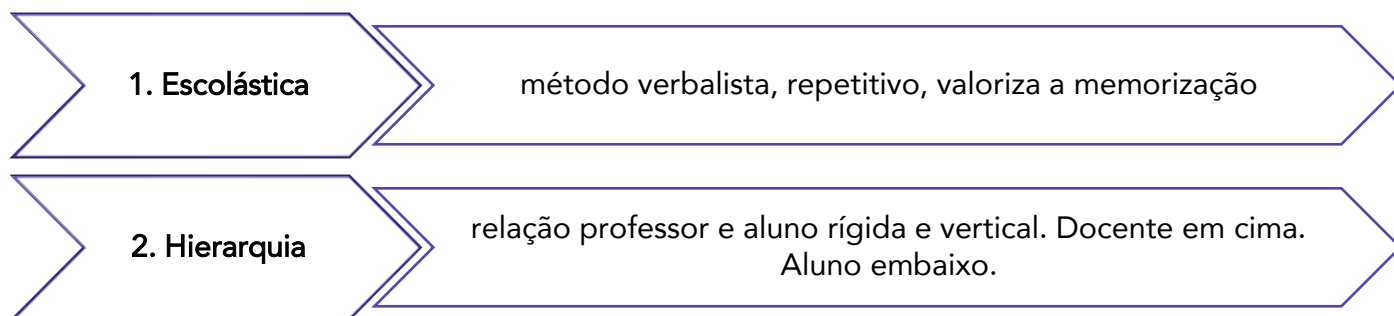 1. Escolástica
método verbalista, repetitivo, valoriza a memorização
2. Hierarquia
relação professor e aluno rígida e vertical. Docente em cima.
Aluno embaixo.